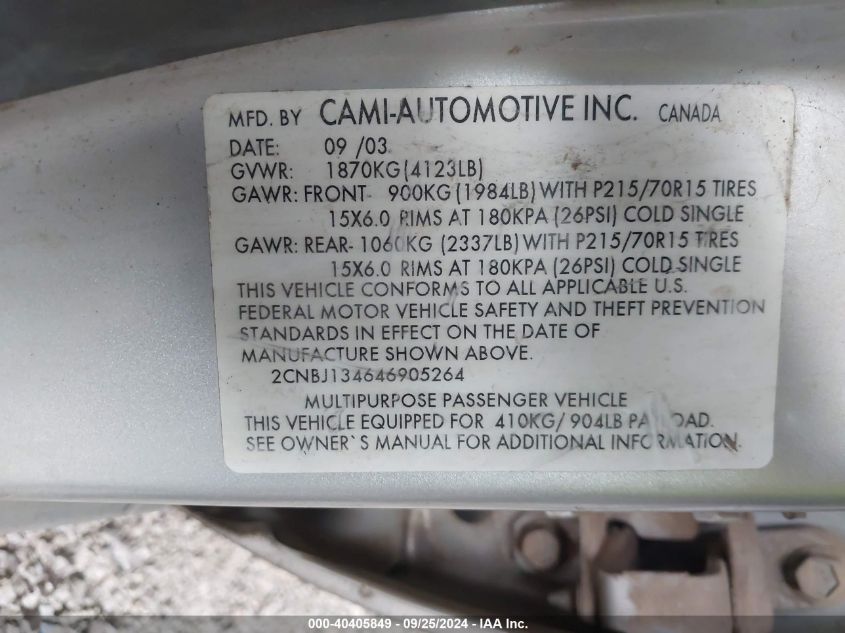 MFD. BY CAMI-AUTOMOTIVE INC. CANADA
DATE: 09 /03
GVWR: 1870KG(4123LB)
GAWR: FRONT- 900KG(1984LB) WITH P215/70R15 TIRES
15X6.0 RIMS AT 180KPA (26PSI) COLD SINGLE
GAWR: REAR- 1060KG (2337LB) WITH P215/70R15 TIRES
15X6.0 RIMS AT 180KPA (26PSI) COLD SINGLE
THIS VEHICLE CONFORMS TO ALL APPLICABLE U.S.
FEDERAL MOTOR VEHICLE SAFETY AND THEFT PREVENTION
STANDARDS IN EFFECT ON THE DATE OF
MANUFACTURE SHOWN ABOVE.
2CNBJ134646905264
MULTIPURPOSE PASSENGER VEHICLE
THIS VEHICLE EQUIPPED FOR 410KG/ 904LB PAYLOAD.
SEE OWNER`S MANUAL FOR ADDITIONAL INFORMATION.
000-40405849 - 09/25/2024 - IAA Inc.